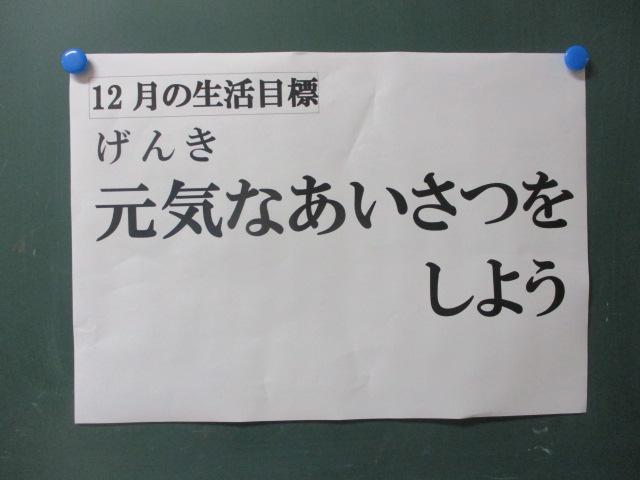 12月の生活目標
げんき
元気なあいさつを
しよう